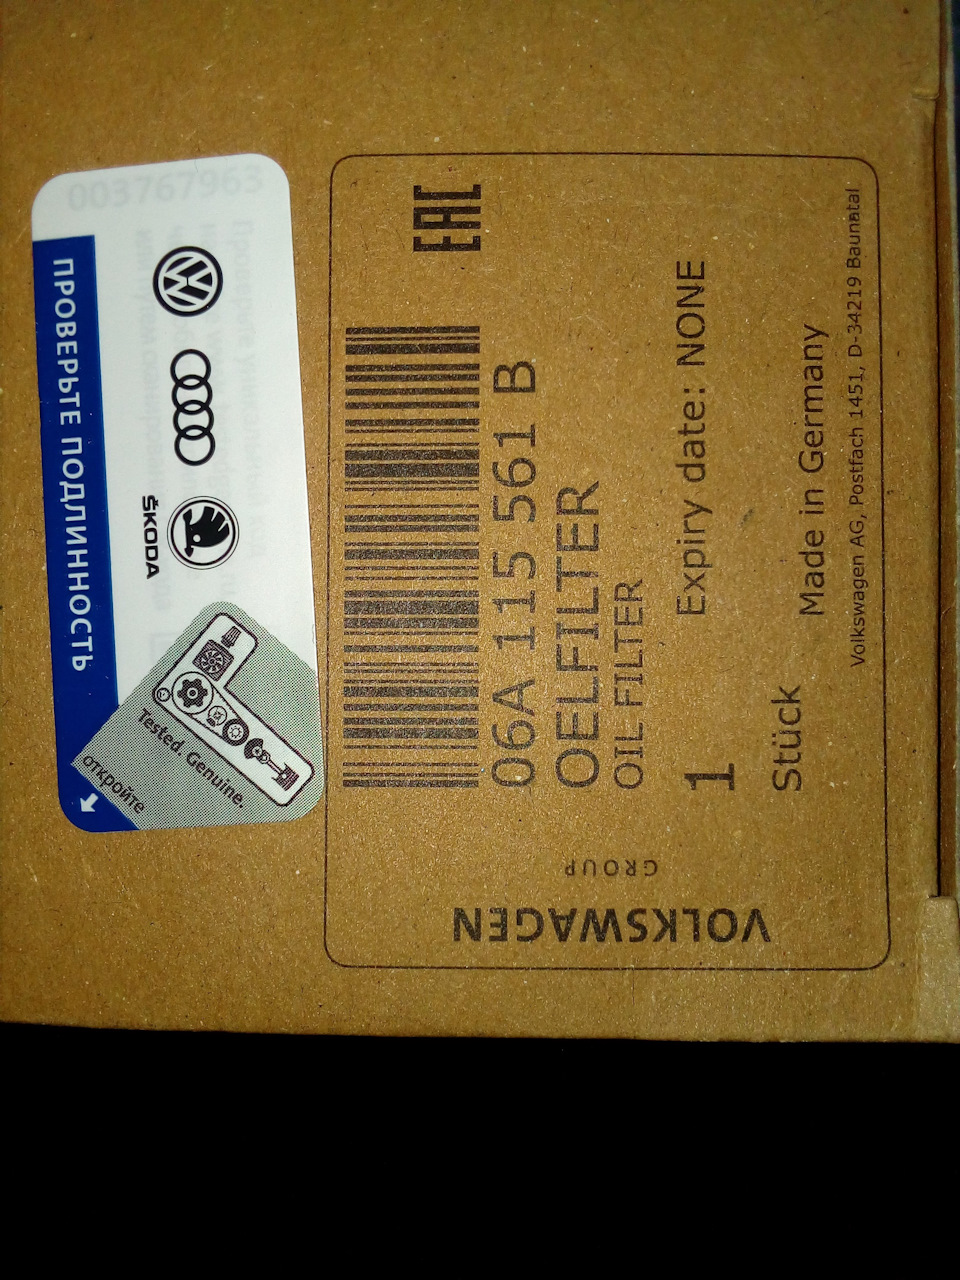 003767963
ПРОВЕРЬТЕ ПОДЛИННОСТЬ
ŠKODA
Tested. Genuine.
откройте
EAC
06A 115 561 B
OELFILTER
OIL FILTER
1
Expiry date: NONE
Stück
Made in Germany
Volkswagen AG, Postfach 1451, D-34219 Baunatal
VOLKSWAGEN
GROUP